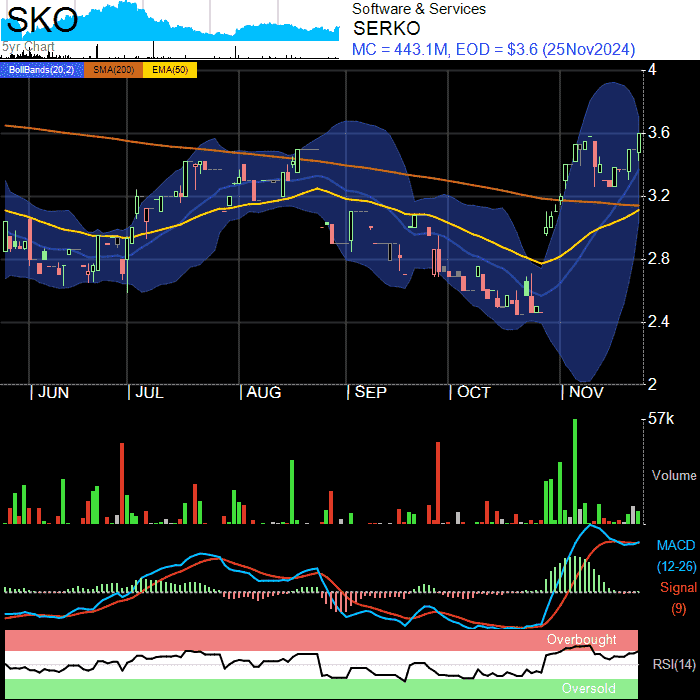 SKO
5yr Chart
Software & Services
SERKO
MC = 443.1M, EOD = $3.6 (25Nov2024)
BollBands(20,2) SMA(200) EMA(50)
4
3.6
3.2
2.8
2.4
2
| JUN | JUL | AUG | SEP | OCT | NOV
57k
Volume
MACD
(12-26)
Signal
(9)
Overbought
RSI(14)
Oversold